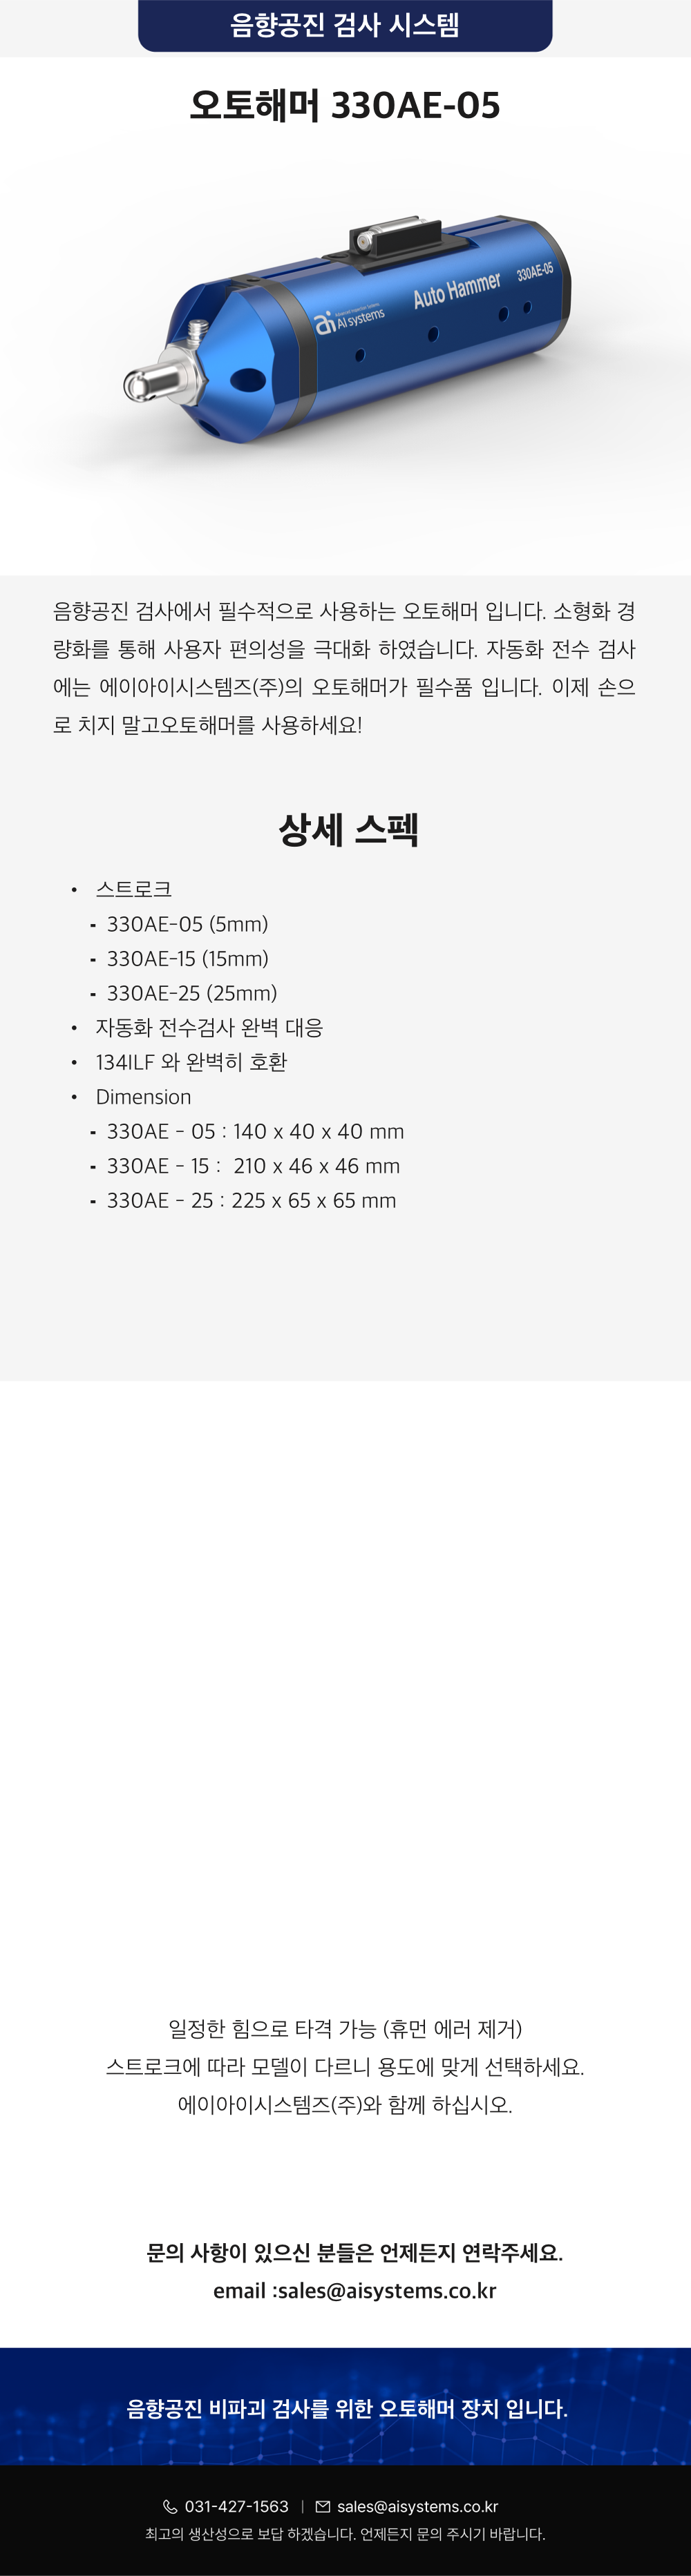 음향공진 검사 시스템
오토해머 330AE-05
Advanced Inspection Systems
AI systems
Auto Hammer
330AE-05
음향공진 검사에서 필수적으로 사용하는 오토해머 입니다. 소형화 경
량화를 통해 사용자 편의성을 극대화 하였습니다. 자동화 전수 검사
에는 에이아이시스템즈(주)의 오토해머가 필수품 입니다. 이제 손으
로 치지 말고오토해머를 사용하세요!
상세 스펙
• 스트로크
- 330AE-05 (5mm)
- 330AE-15 (15mm)
- 330AE-25 (25mm)
• 자동화 전수검사 완벽 대응
• 134ILF 와 완벽히 호환
• Dimension
- 330AE - 05 : 140 x 40 x 40 mm
- 330AE - 15 :  210 x 46 x 46 mm
- 330AE - 25 : 225 x 65 x 65 mm
일정한 힘으로 타격 가능 (휴먼 에러 제거)
스트로크에 따라 모델이 다르니 용도에 맞게 선택하세요.
에이아이시스템즈(주)와 함께 하십시오.
문의 사항이 있으신 분들은 언제든지 연락주세요.
email :sales@aisystems.co.kr
음향공진 비파괴 검사를 위한 오토해머 장치 입니다.
031-427-1563 | sales@aisystems.co.kr
최고의 생산성으로 보답 하겠습니다. 언제든지 문의 주시기 바랍니다.